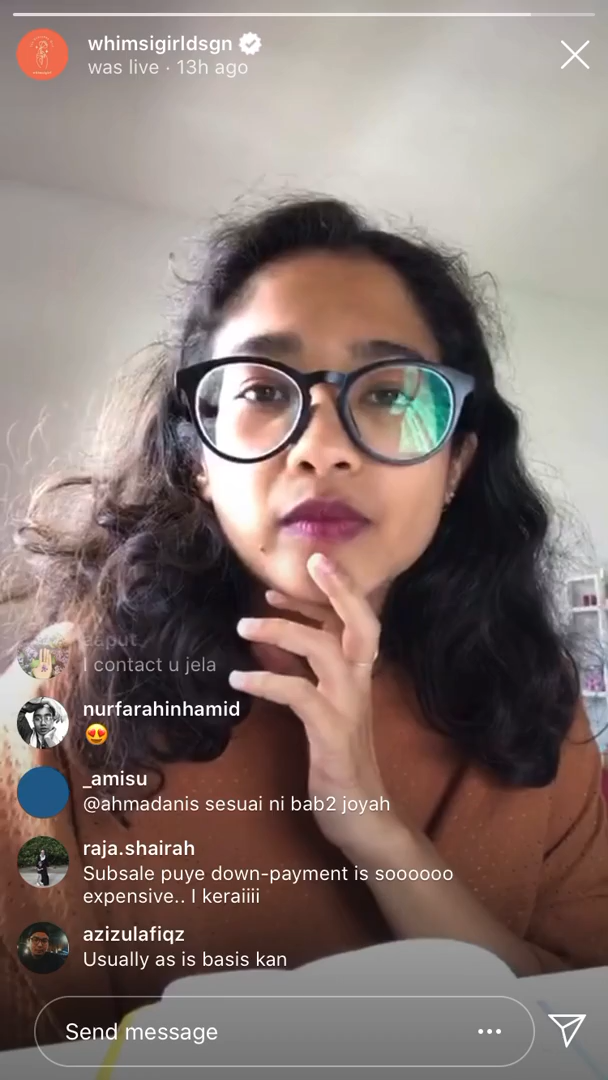 whimsigirldsgn
was live · 13h ago
I contact u jela
nurfarahinhamid
😍
_amisu
@ahmadanis sesuai ni bab2 joyah
raja.shairah
Subsale puye down-payment is soooooo
expensive.. I keraiiii
azizulafiqz
Usually as is basis kan
Send message